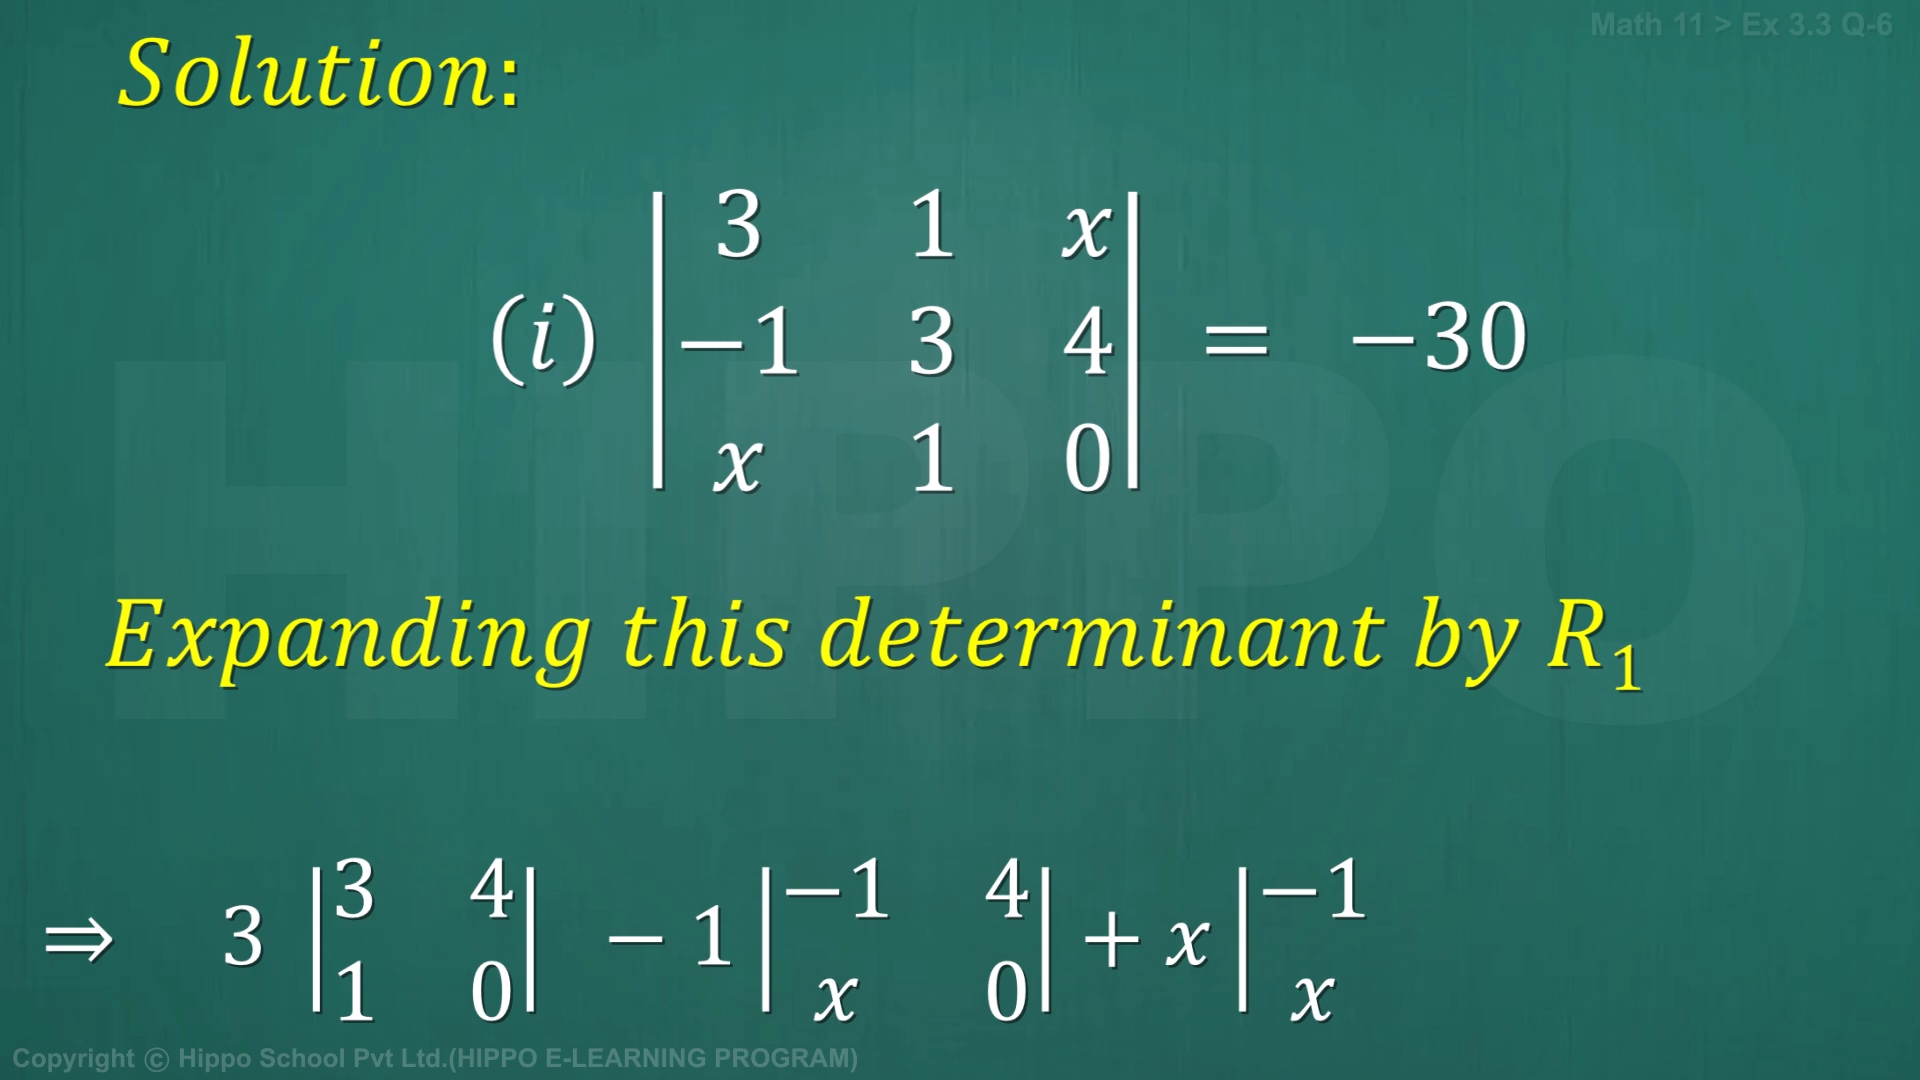 Math 11 > Ex 3.3 Q-6
Solution:
3 1 x
(i) −1 3 4 = −30
x 1 0
HIPPO
Expanding this determinant by R₁
⇒ 3 |3 4| − 1 |−1 4| + x |−1
|1 0| |x 0| |x
Copyright © Hippo School Pvt Ltd.(HIPPO E-LEARNING PROGRAM)